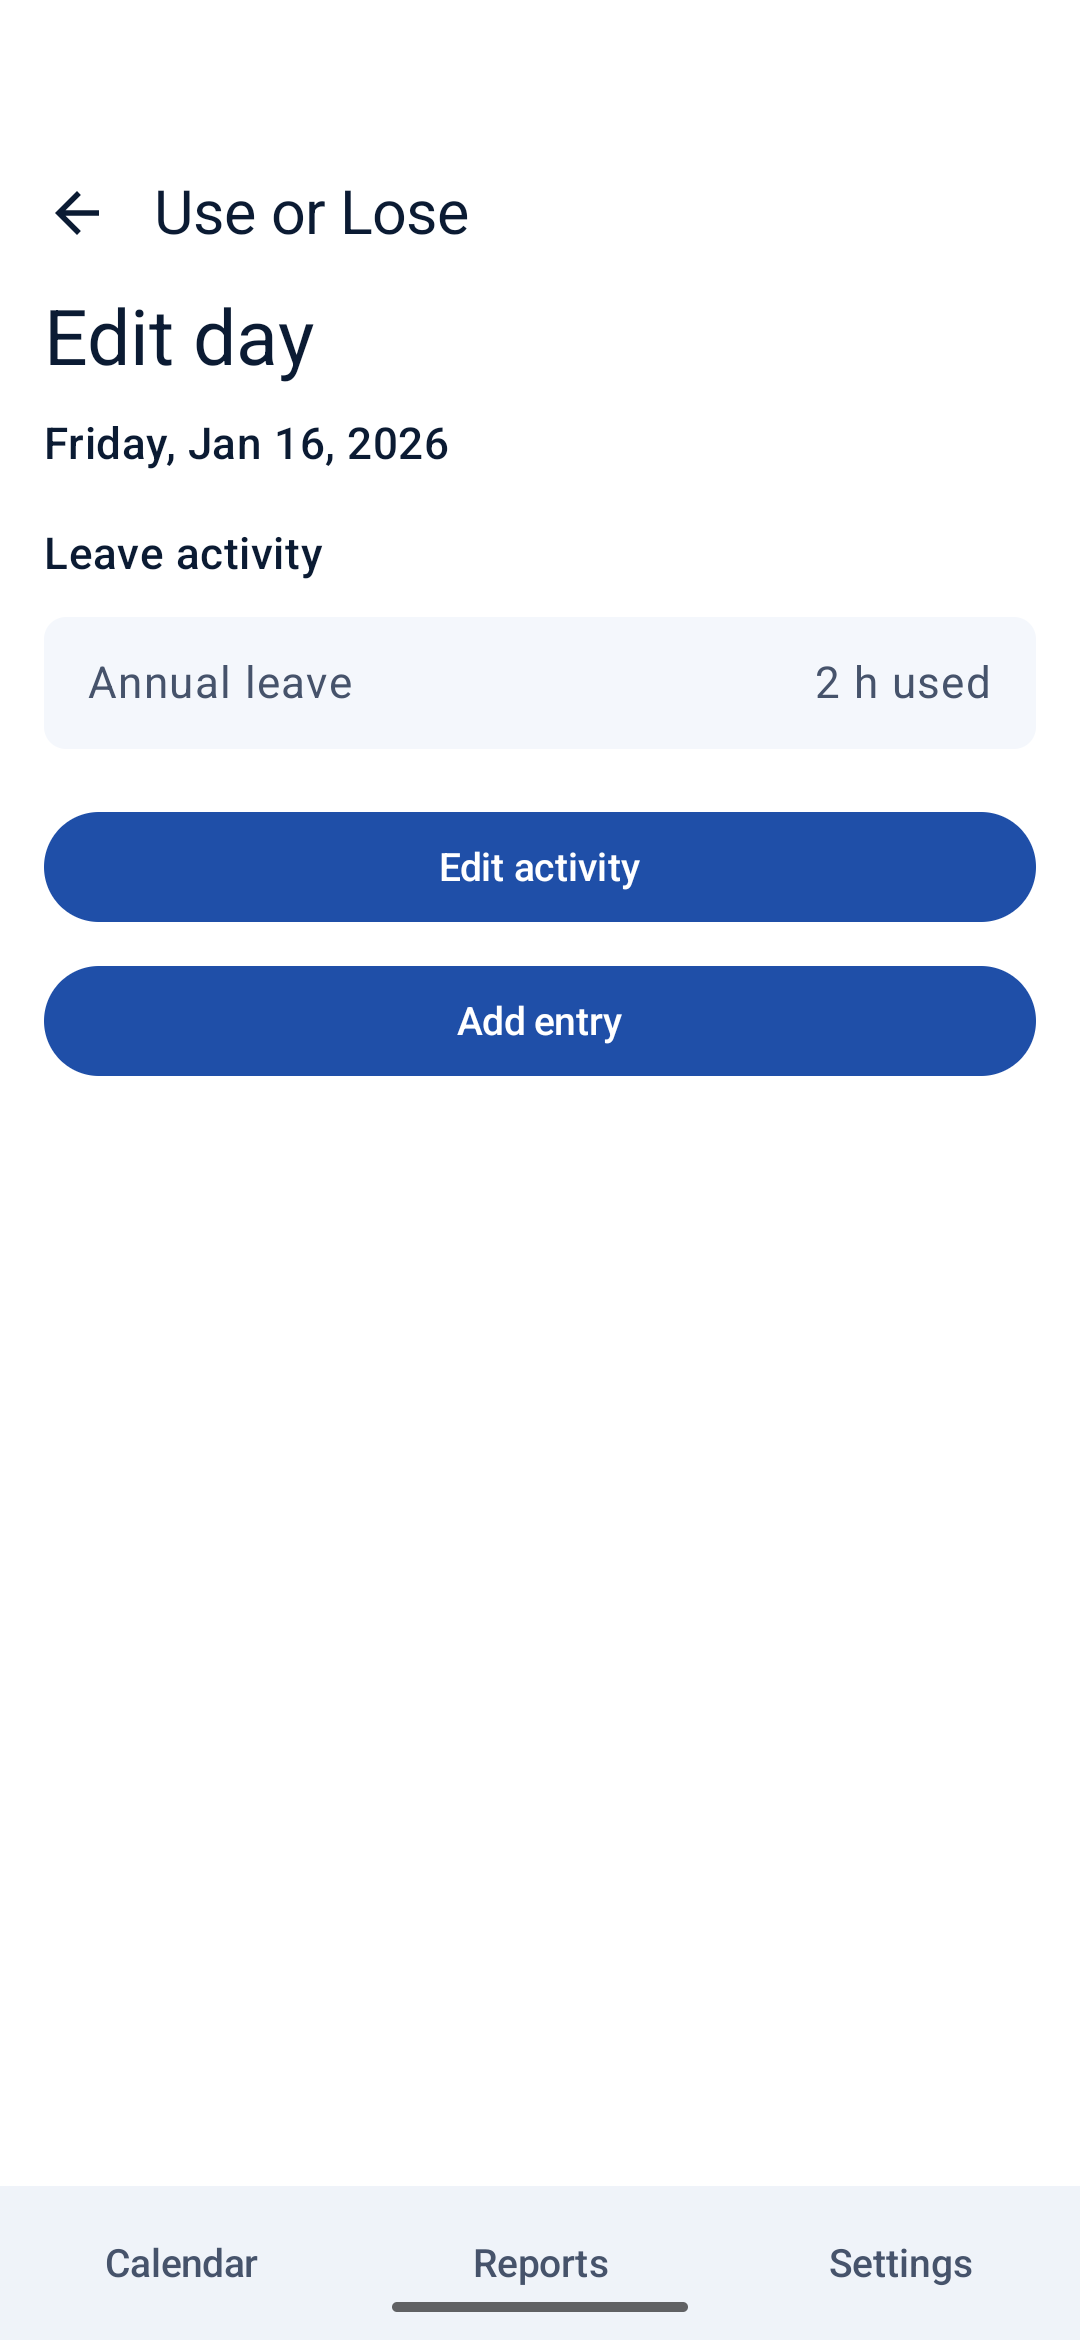 Use or Lose
Edit day
Friday, Jan 16, 2026
Leave activity
Annual leave 2 h used
Edit activity
Add entry
Calendar Reports Settings